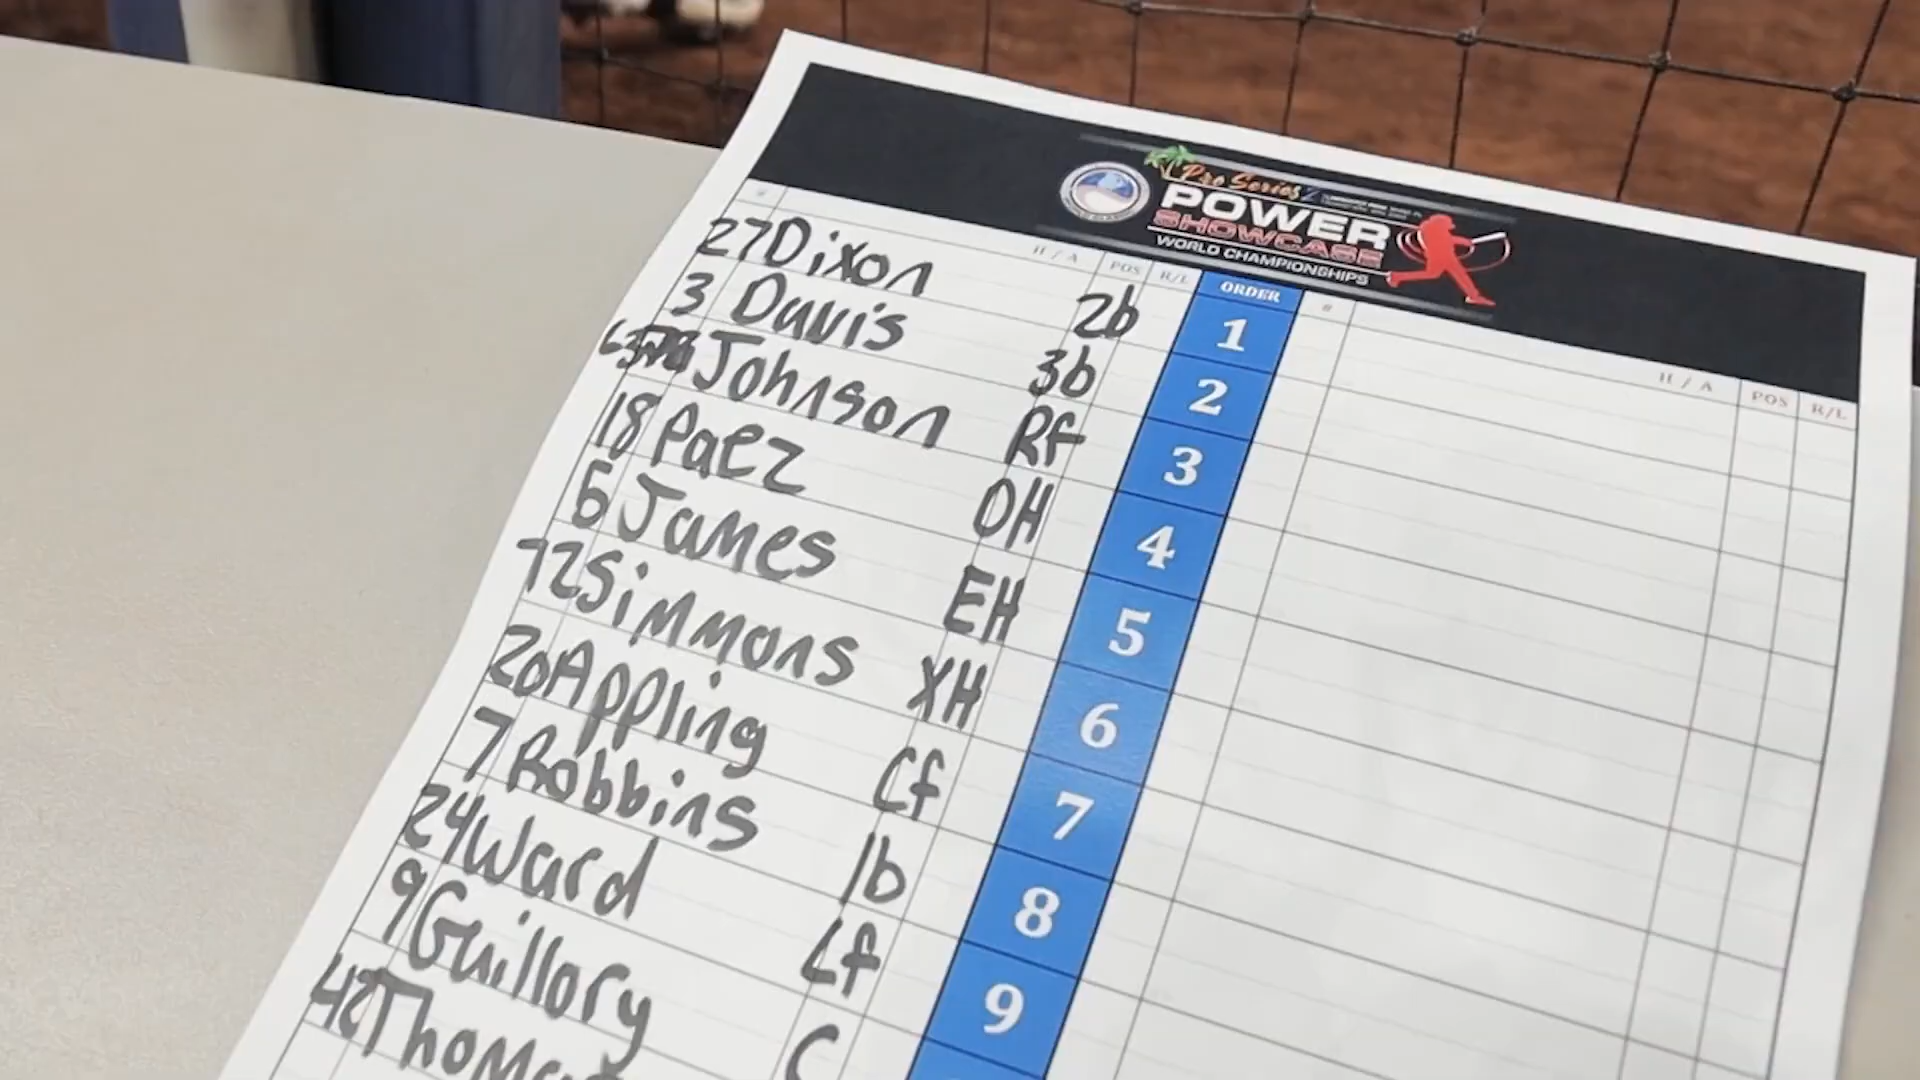 Pro Series
POWER
SHOWCASE
WORLD CHAMPIONSHIPS
# H / A POS R/L ORDER # H / A POS R/L
27 Dixon 2b 1
3 Davis 3b 2
Johnson Rf 3
18 Paez DH 4
6 James EH 5
72 Simmons XH 6
20 Appling Cf 7
7 Robbins 1b 8
24 Ward Lf 9
9 Guillory C
42 Thomas